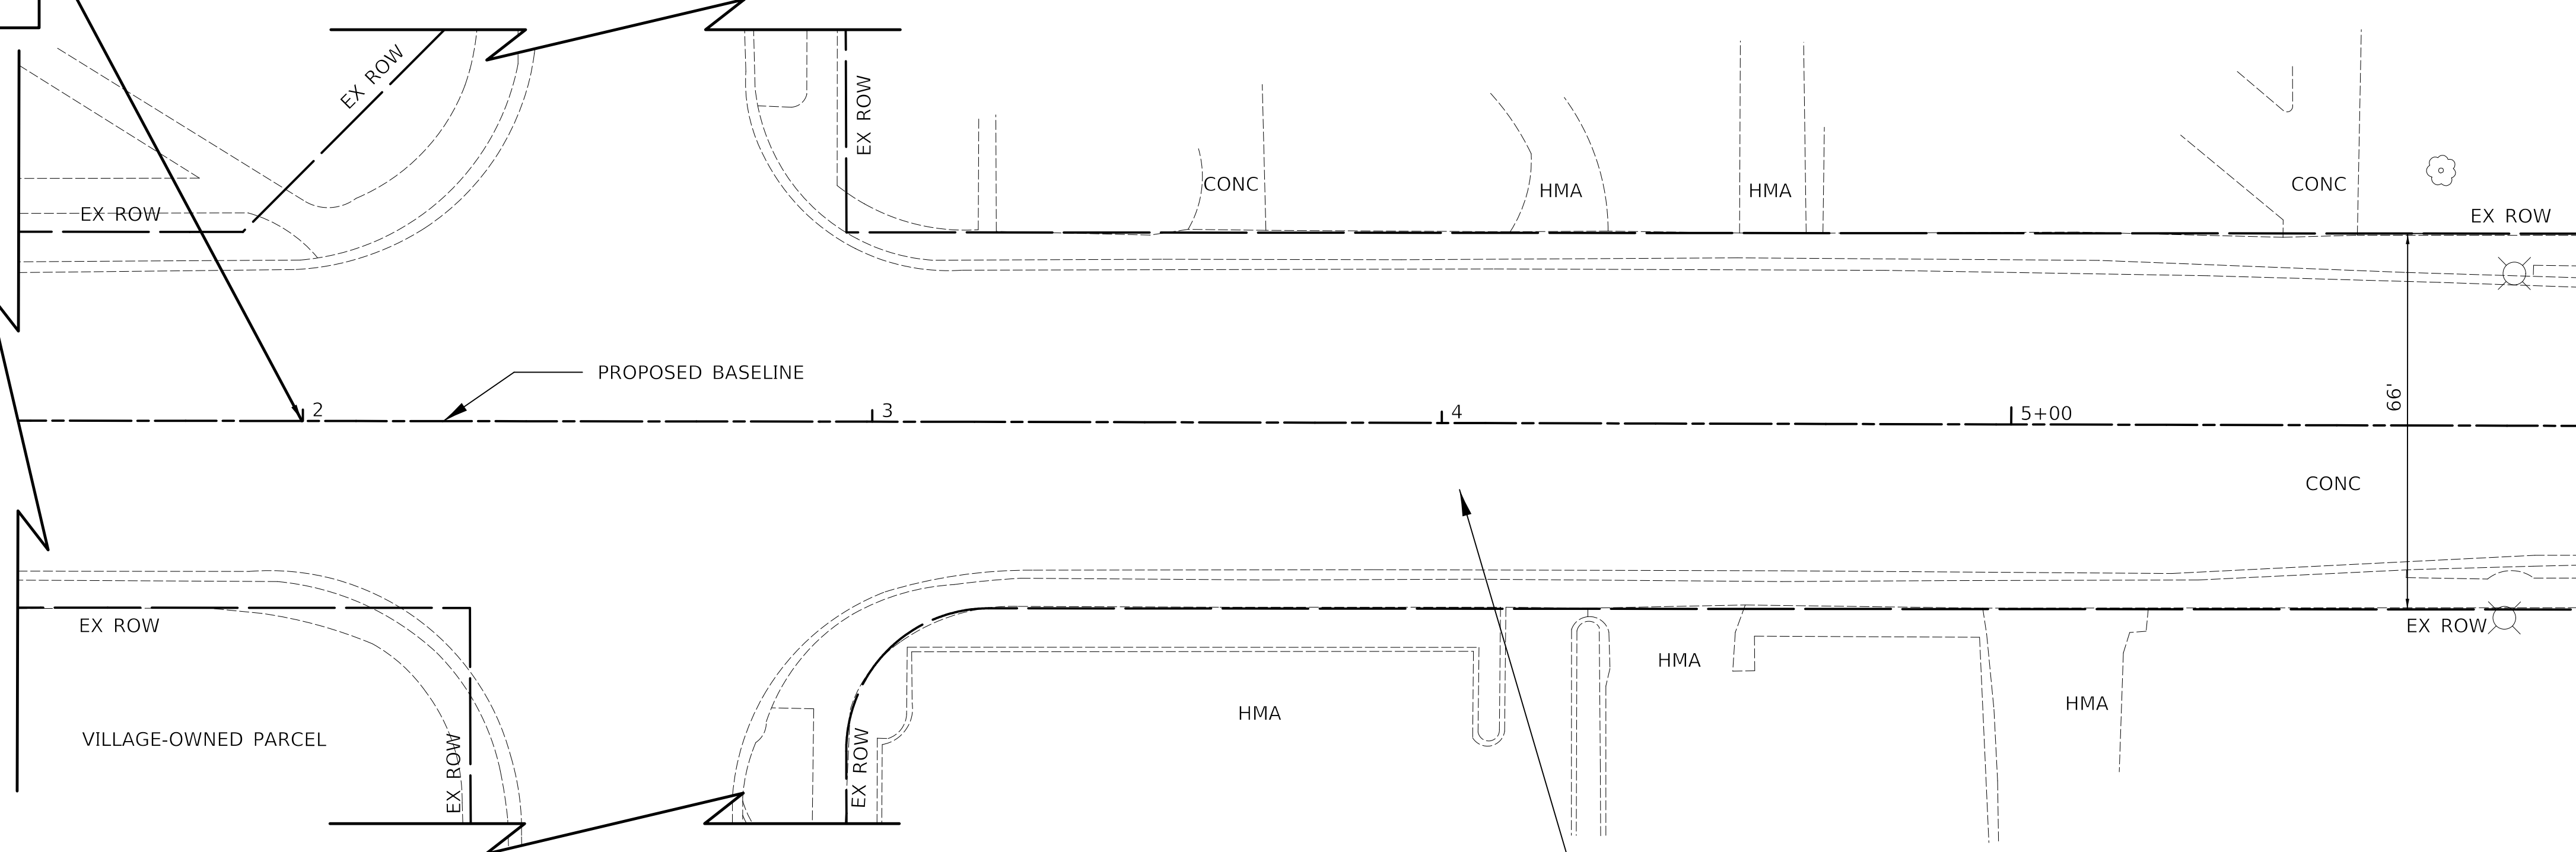 EX ROW
EX ROW
CONC
HMA
HMA
CONC
EX ROW
EX ROW
PROPOSED BASELINE
66'
2
3
4
5+00
CONC
EX ROW
EX ROW
HMA
HMA
HMA
VILLAGE-OWNED PARCEL
EX ROW
EX ROW